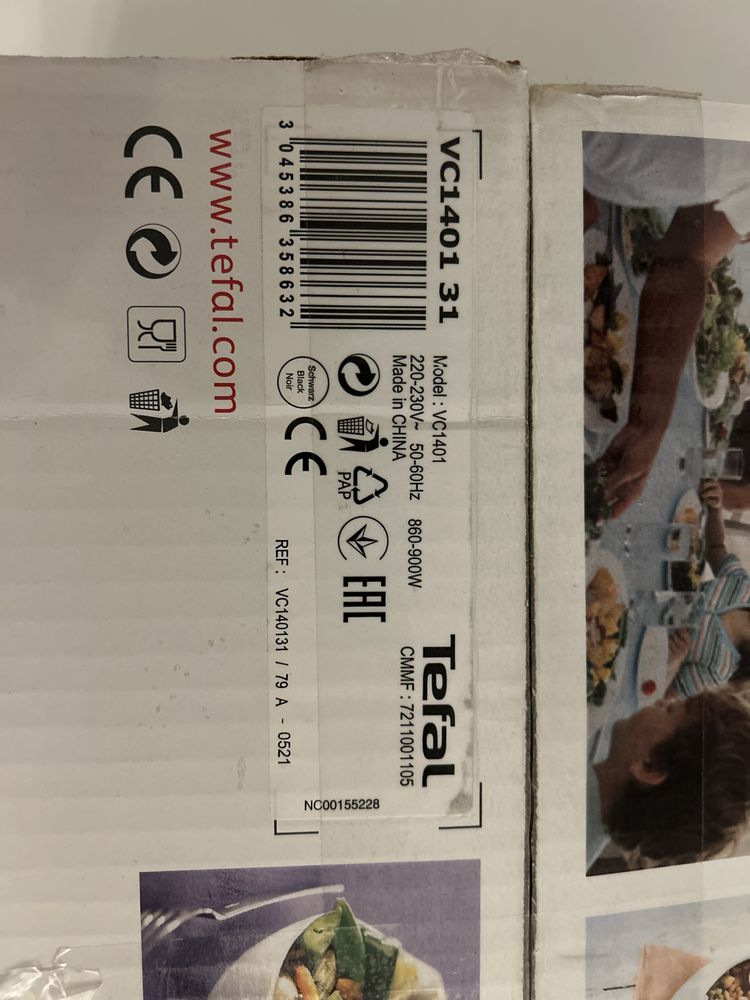 VC1401 31
3 045386 358632
Model : VC1401
220-230V~ 50-60Hz 860-900W
Made in CHINA
Tefal
CMMF : 7211001105
PAP
EAC
Schwarz
Black
Noir
CE
REF : VC140131 / 79 A - 0521
NC00155228
www.tefal.com
CE